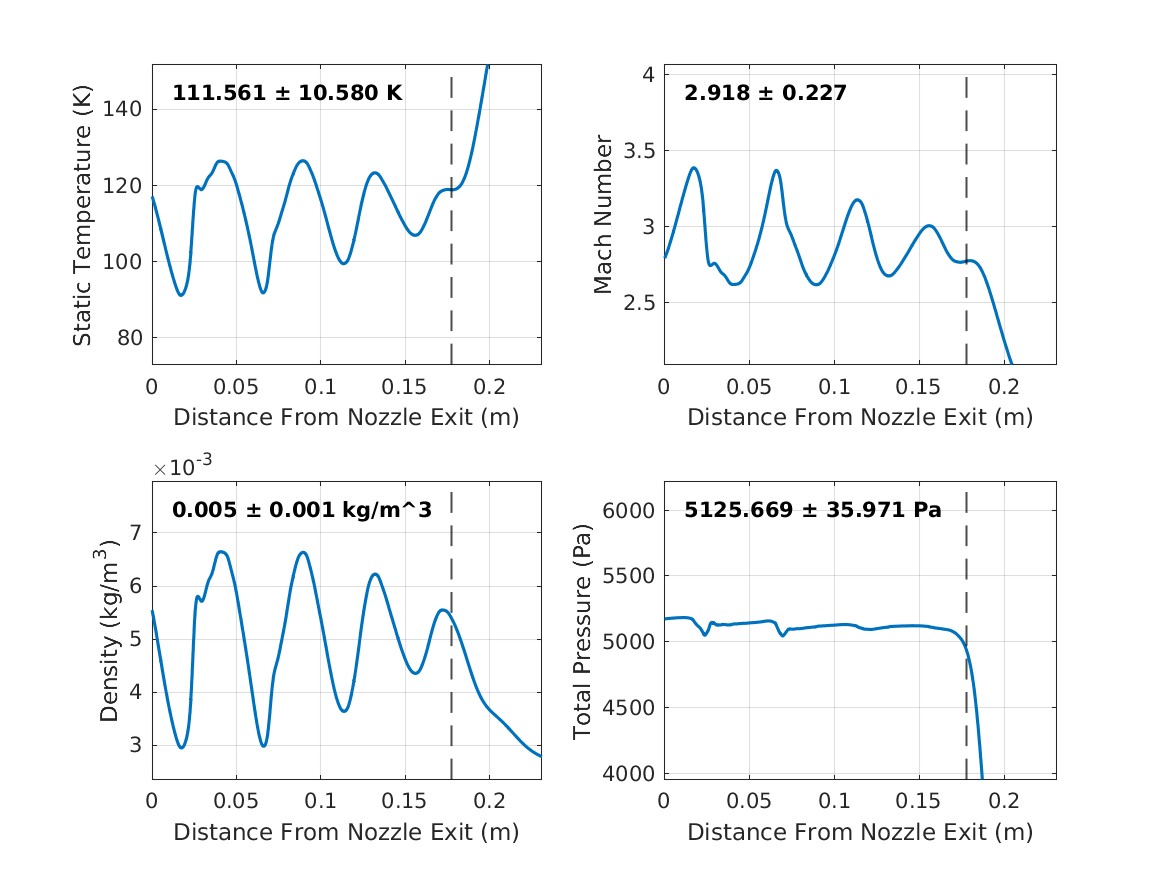 111.561 ± 10.580 K
Static Temperature (K)
140
120
100
80
0 0.05 0.1 0.15 0.2
Distance From Nozzle Exit (m)
2.918 ± 0.227
Mach Number
4
3.5
3
2.5
0 0.05 0.1 0.15 0.2
Distance From Nozzle Exit (m)
×10-3
0.005 ± 0.001 kg/m^3
Density (kg/m3)
7
6
5
4
3
0 0.05 0.1 0.15 0.2
Distance From Nozzle Exit (m)
5125.669 ± 35.971 Pa
Total Pressure (Pa)
6000
5500
5000
4500
4000
0 0.05 0.1 0.15 0.2
Distance From Nozzle Exit (m)